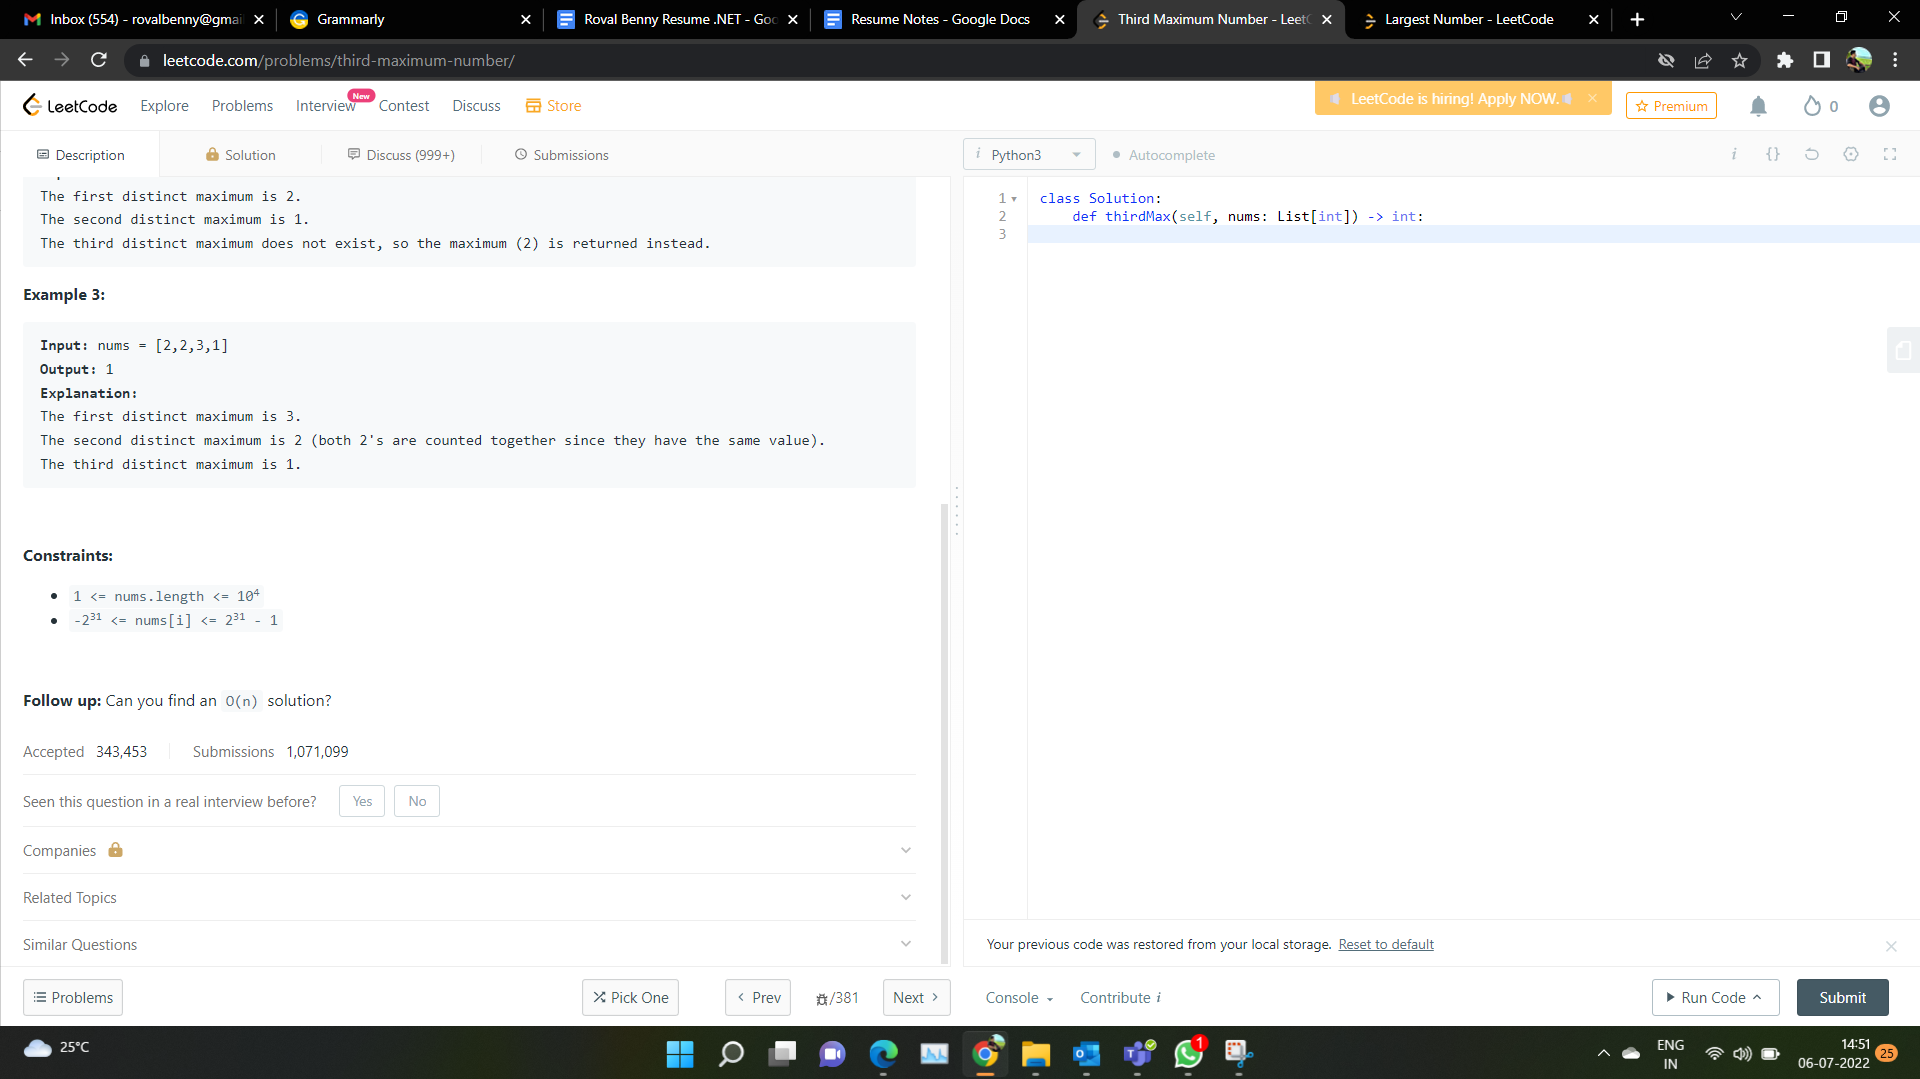 Inbox (554) - rovalbenny@gmai
Grammarly
Roval Benny Resume .NET - Goo
Resume Notes - Google Docs
Third Maximum Number - LeetC
Largest Number - LeetCode
leetcode.com/problems/third-maximum-number/
LeetCode
Explore
Problems
Interview
New
Contest
Discuss
Store
LeetCode is hiring! Apply NOW.
Premium
0
Description
Solution
Discuss (999+)
Submissions
i Python3
Autocomplete
i
{}
The first distinct maximum is 2.
The second distinct maximum is 1.
The third distinct maximum does not exist, so the maximum (2) is returned instead.
Example 3:
Input: nums = [2,2,3,1]
Output: 1
Explanation:
The first distinct maximum is 3.
The second distinct maximum is 2 (both 2's are counted together since they have the same value).
The third distinct maximum is 1.
Constraints:
1 <= nums.length <= 10⁴
-2³¹ <= nums[i] <= 2³¹ - 1
Follow up: Can you find an O(n) solution?
Accepted 343,453
Submissions 1,071,099
Seen this question in a real interview before?
Yes
No
Companies
Related Topics
Similar Questions
1 class Solution:
2 def thirdMax(self, nums: List[int]) -> int:
3
Your previous code was restored from your local storage. Reset to default
Problems
Pick One
Prev
/381
Next
Console
Contribute i
Run Code
Submit
25°C
1
ENG
IN
14:51
06-07-2022
25